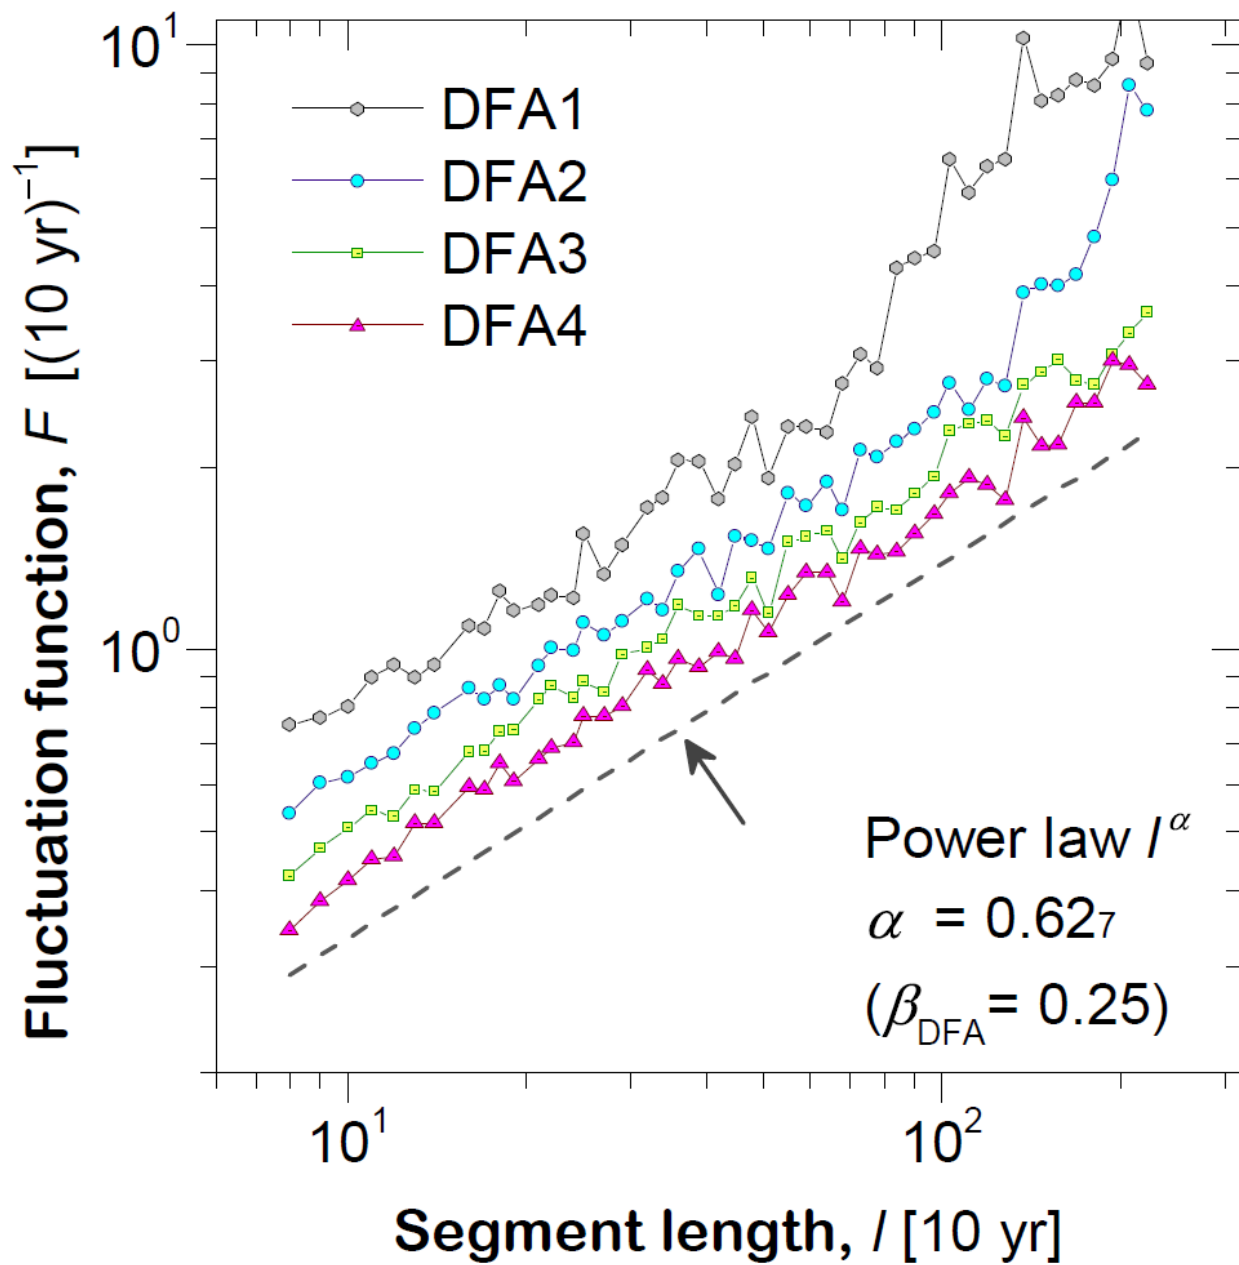 10¹
DFA1
DFA2
DFA3
DFA4
10⁰
Fluctuation function, F [(10 yr)⁻¹]
Power law l^α
α = 0.627
(β_DFA = 0.25)
10¹
10²
Segment length, l [10 yr]